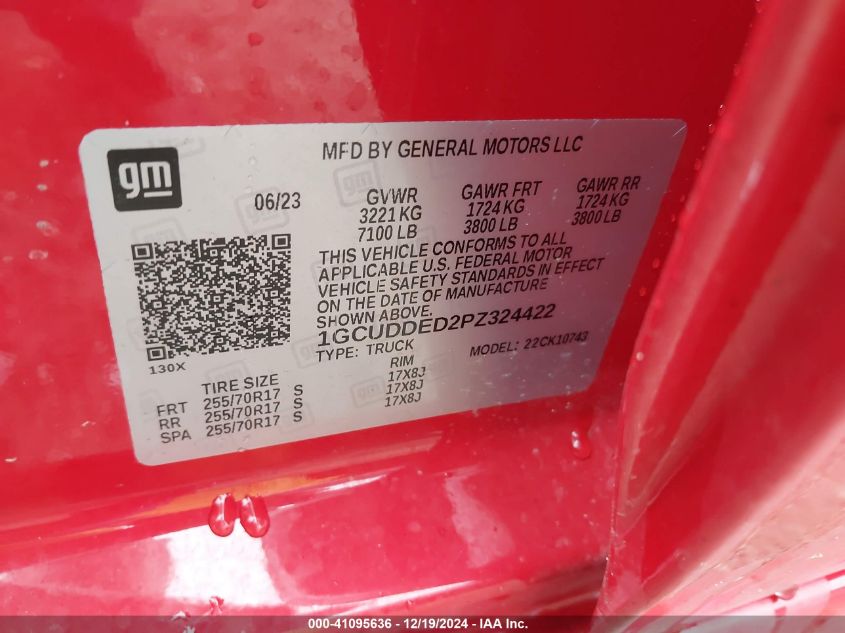 gm
MFD BY GENERAL MOTORS LLC
06/23
GVWR GAWR FRT GAWR RR
3221 KG 1724 KG 1724 KG
7100 LB 3800 LB 3800 LB
THIS VEHICLE CONFORMS TO ALL
APPLICABLE U.S. FEDERAL MOTOR
VEHICLE SAFETY STANDARDS IN EFFECT
ON THE DATE OF MANUFACTURE
SHOWN ABOVE.
1GCUDDED2PZ324422
TYPE: TRUCK MODEL: 22CK10743
130X
TIRE SIZE RIM
FRT 255/70R17 S 17X8J
RR 255/70R17 S 17X8J
SPA 255/70R17 S 17X8J
000-41095636 - 12/19/2024 - IAA Inc.